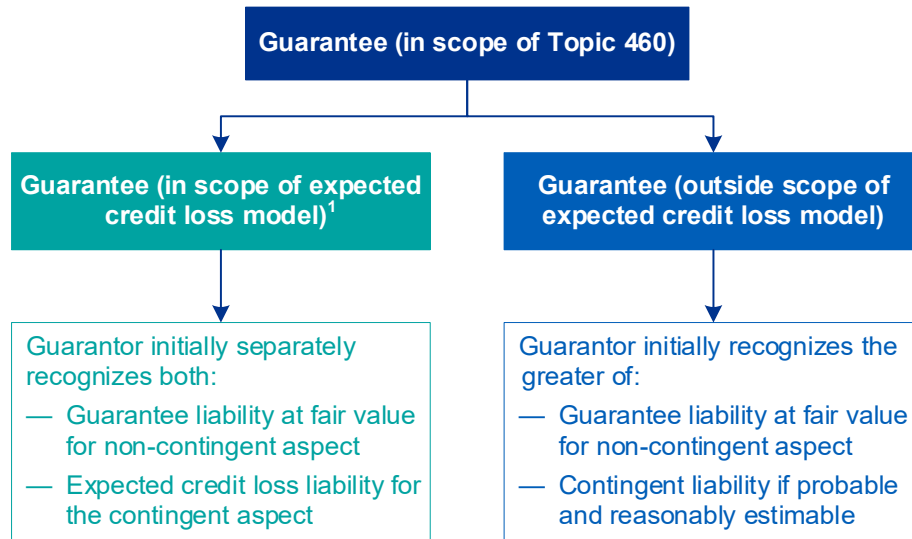 Guarantee (in scope of Topic 460)
Guarantee (in scope of expected
credit loss model)1
Guarantee (outside scope of
expected credit loss model)
Guarantor initially separately
recognizes both:
— Guarantee liability at fair value
for non-contingent aspect
— Expected credit loss liability for
the contingent aspect
Guarantor initially recognizes the
greater of:
— Guarantee liability at fair value
for non-contingent aspect
— Contingent liability if probable
and reasonably estimable